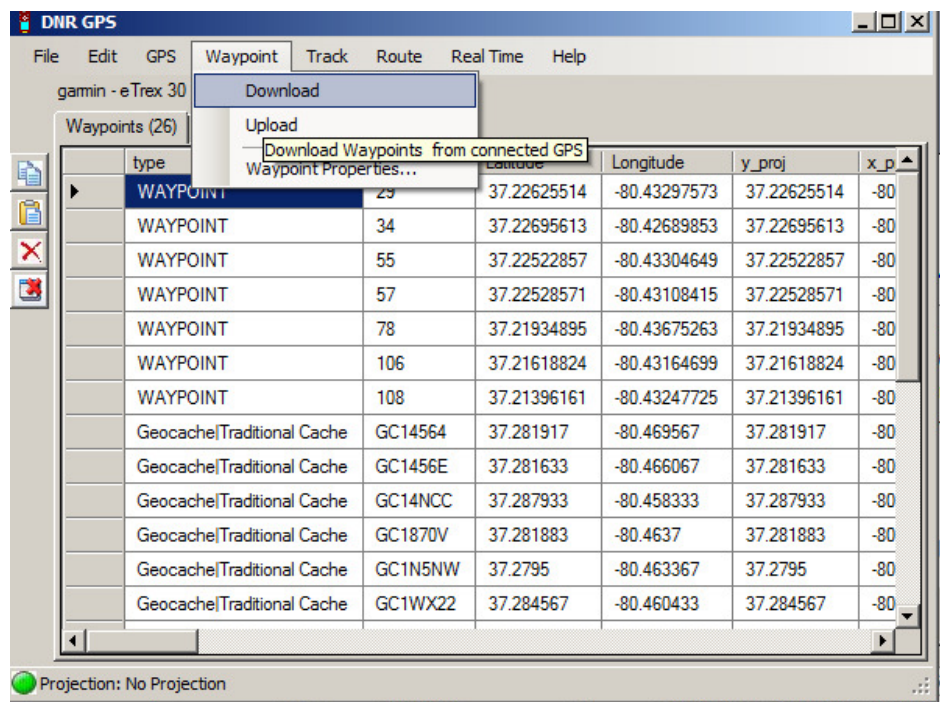 DNR GPS
File Edit GPS Waypoint Track Route Real Time Help
garmin - eTrex 30 Download
Waypoints (26) Upload
Download Waypoints from connected GPS
Waypoint Properties...
type Latitude Longitude y_proj x_p
WAYPOINT 29 37.22625514 -80.43297573 37.22625514 -80
WAYPOINT 34 37.22695613 -80.42689853 37.22695613 -80
WAYPOINT 55 37.22522857 -80.43304649 37.22522857 -80
WAYPOINT 57 37.22528571 -80.43108415 37.22528571 -80
WAYPOINT 78 37.21934895 -80.43675263 37.21934895 -80
WAYPOINT 106 37.21618824 -80.43164699 37.21618824 -80
WAYPOINT 108 37.21396161 -80.43247725 37.21396161 -80
Geocache|Traditional Cache GC14564 37.281917 -80.469567 37.281917 -80
Geocache|Traditional Cache GC1456E 37.281633 -80.466067 37.281633 -80
Geocache|Traditional Cache GC14NCC 37.287933 -80.458333 37.287933 -80
Geocache|Traditional Cache GC1870V 37.281883 -80.4637 37.281883 -80
Geocache|Traditional Cache GC1N5NW 37.2795 -80.463367 37.2795 -80
Geocache|Traditional Cache GC1WX22 37.284567 -80.460433 37.284567 -80
Projection: No Projection